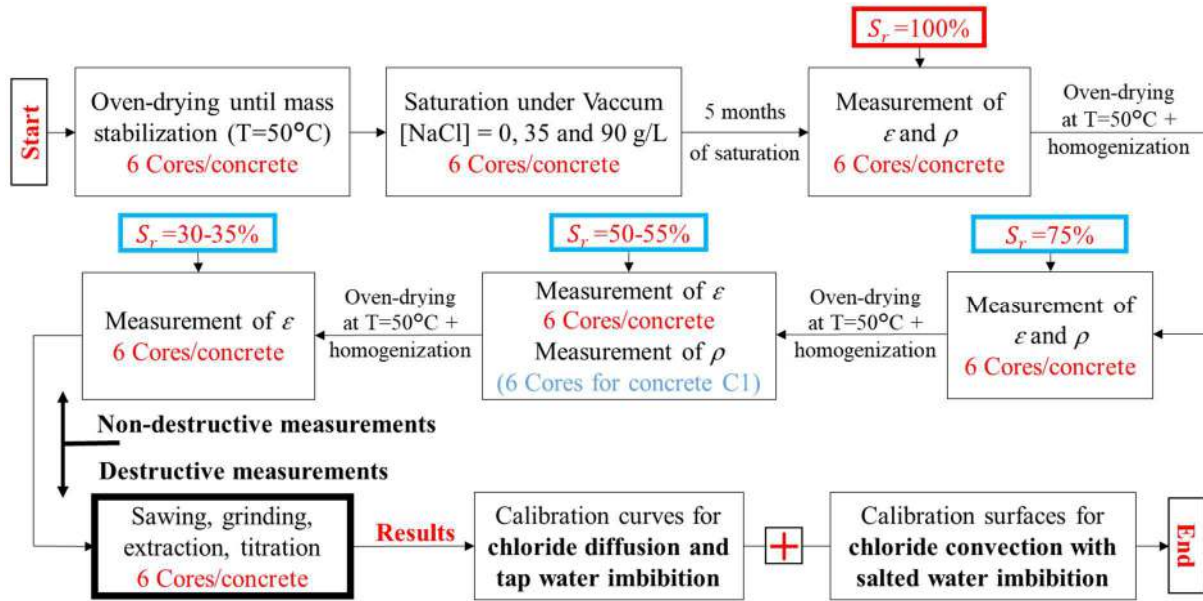 Start
Oven-drying until mass
stabilization (T=50°C)
6 Cores/concrete
Saturation under Vaccum
[NaCl] = 0, 35 and 90 g/L
6 Cores/concrete
5 months
of saturation
S_r =100%
Measurement of
ε and ρ
6 Cores/concrete
Oven-drying
at T=50°C +
homogenization
S_r =75%
Measurement of
ε and ρ
6 Cores/concrete
Oven-drying
at T=50°C +
homogenization
S_r =50-55%
Measurement of ε
6 Cores/concrete
Measurement of ρ
(6 Cores for concrete C1)
Oven-drying
at T=50°C +
homogenization
S_r =30-35%
Measurement of ε
6 Cores/concrete
Non-destructive measurements
Destructive measurements
Sawing, grinding,
extraction, titration
6 Cores/concrete
Results
Calibration curves for
chloride diffusion and
tap water imbibition
+
Calibration surfaces for
chloride convection with
salted water imbibition
End